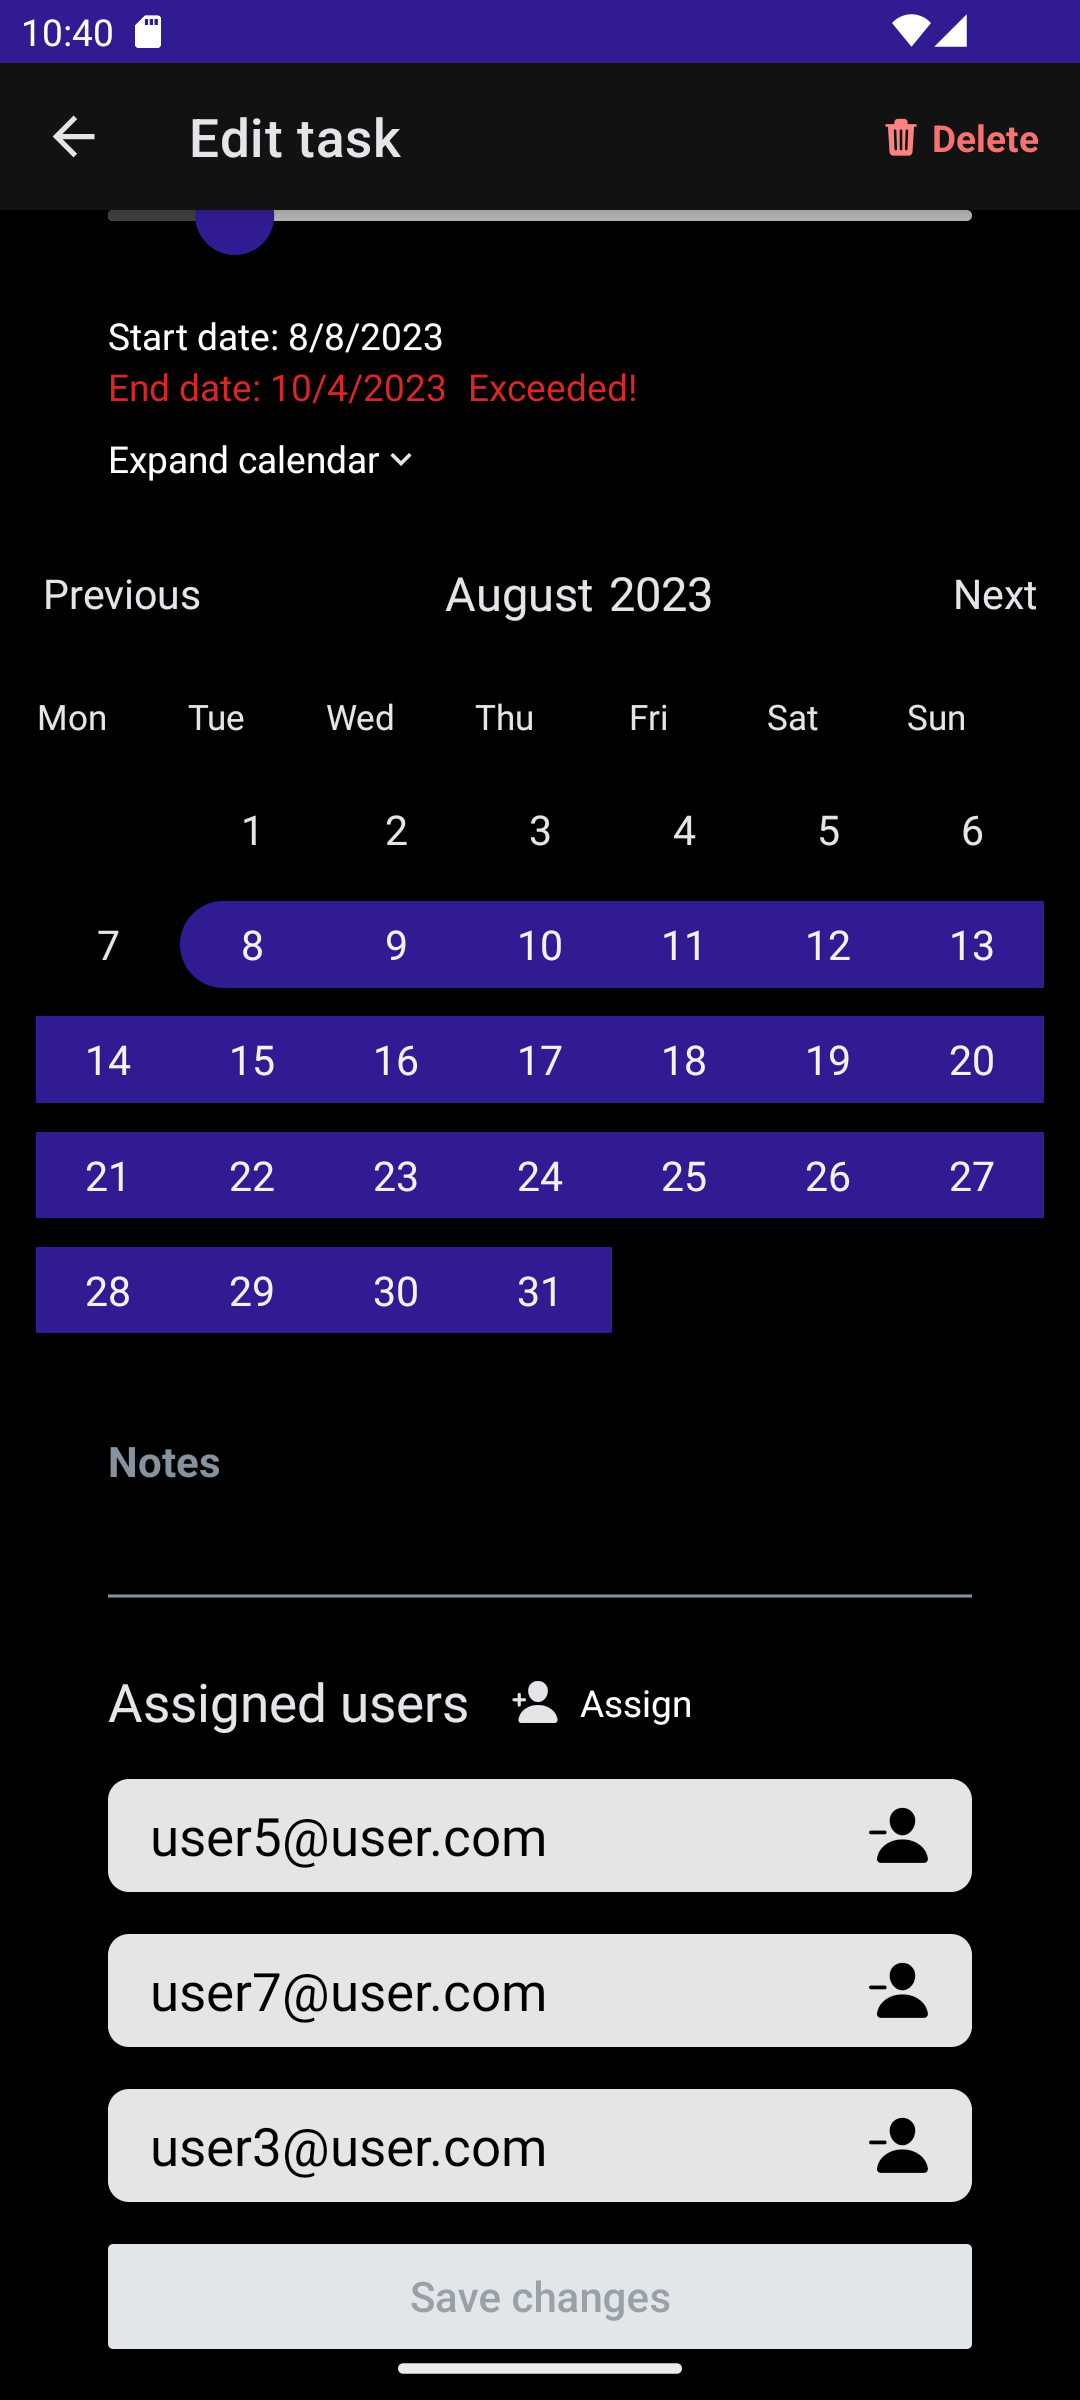 10:40
Edit task
Delete
Start date: 8/8/2023
End date: 10/4/2023 Exceeded!
Expand calendar
Previous August 2023 Next
Mon Tue Wed Thu Fri Sat Sun
1 2 3 4 5 6
7 8 9 10 11 12 13
14 15 16 17 18 19 20
21 22 23 24 25 26 27
28 29 30 31
Notes
Assigned users Assign
user5@user.com
user7@user.com
user3@user.com
Save changes